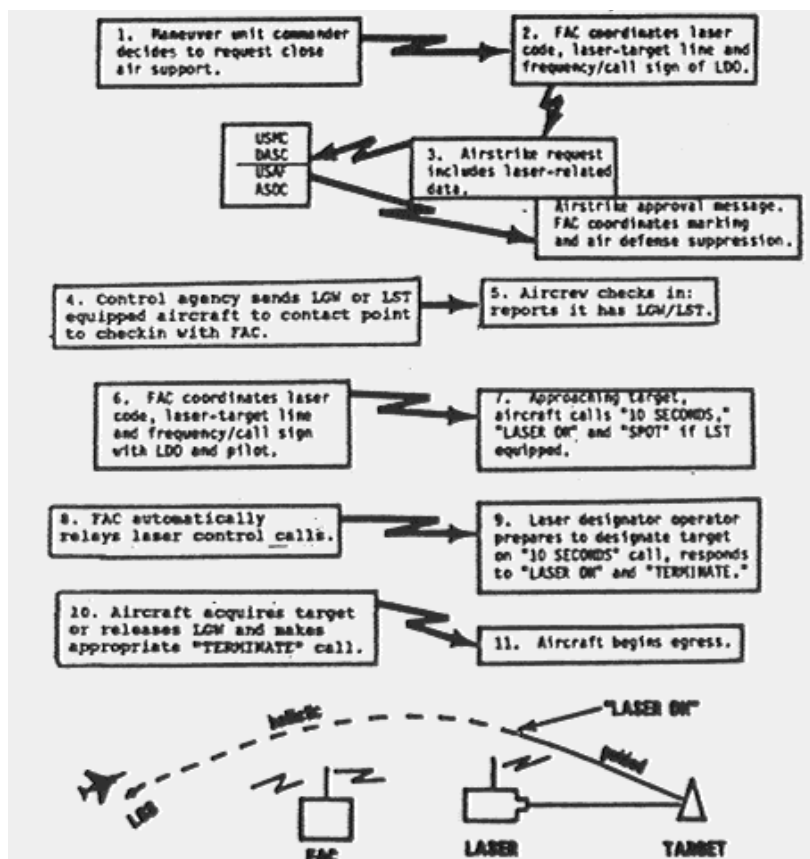 1. Maneuver unit commander
decides to request close
air support.
2. FAC coordinates laser
code, laser-target line and
frequency/call sign of LDO.
USMC
DASC
USAF
ASOC
3. Airstrike request
includes laser-related
data.
Airstrike approval message.
FAC coordinates marking
and air defense suppression.
4. Control agency sends LGW or LST
equipped aircraft to contact point
to checkin with FAC.
5. Aircrew checks in:
reports it has LGW/LST.
6. FAC coordinates laser
code, laser-target line
and frequency/call sign
with LDO and pilot.
7. Approaching target,
aircraft calls "10 SECONDS,"
"LASER ON" and "SPOT" if LST
equipped.
8. FAC automatically
relays laser control calls.
9. Laser designator operator
prepares to designate target
on "10 SECONDS" call, responds
to "LASER ON" and "TERMINATE."
10. Aircraft acquires target
or releases LGW and makes
appropriate "TERMINATE" call.
11. Aircraft begins egress.
"LASER ON"
guided
FAC
LASER
TARGET